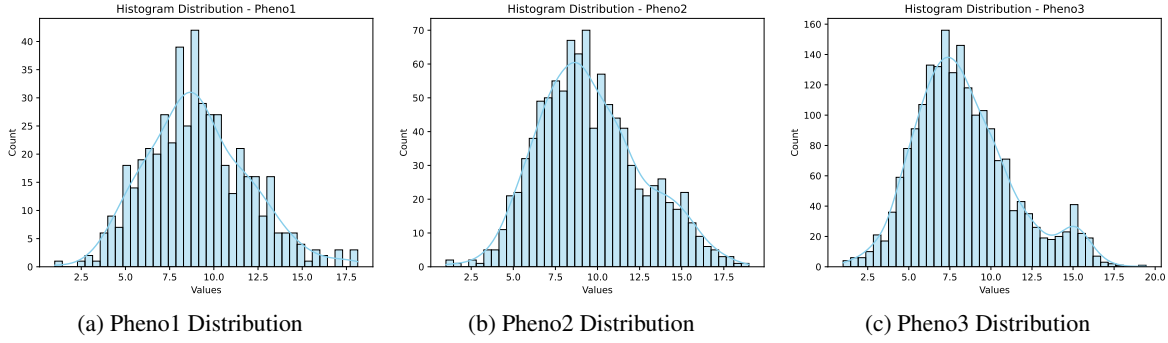 Histogram Distribution - Pheno1
40
35
30
25
20
15
10
5
0
Count
2.5 5.0 7.5 10.0 12.5 15.0 17.5
Values
(a) Pheno1 Distribution
Histogram Distribution - Pheno2
70
60
50
40
30
20
10
0
Count
2.5 5.0 7.5 10.0 12.5 15.0 17.5
Values
(b) Pheno2 Distribution
Histogram Distribution - Pheno3
160
140
120
100
80
60
40
20
0
Count
2.5 5.0 7.5 10.0 12.5 15.0 17.5 20.0
Values
(c) Pheno3 Distribution